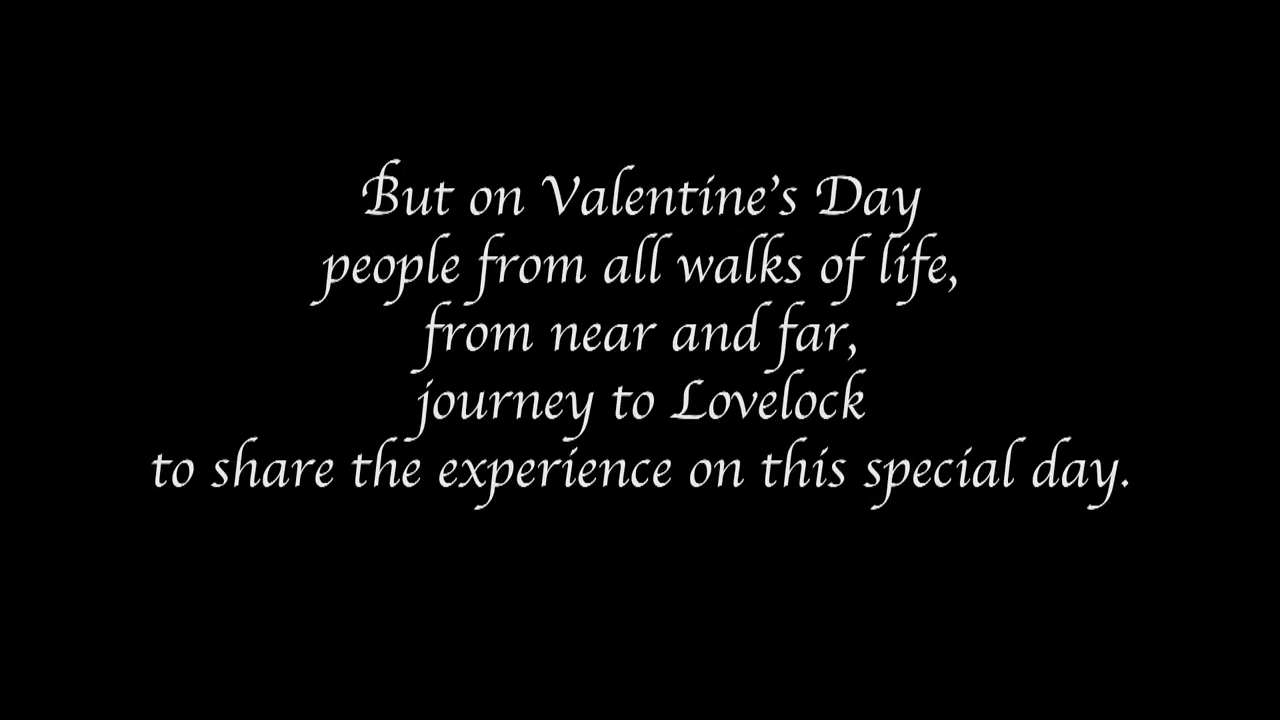 But on Valentine's Day
people from all walks of life,
from near and far,
journey to Lovelock
to share the experience on this special day.